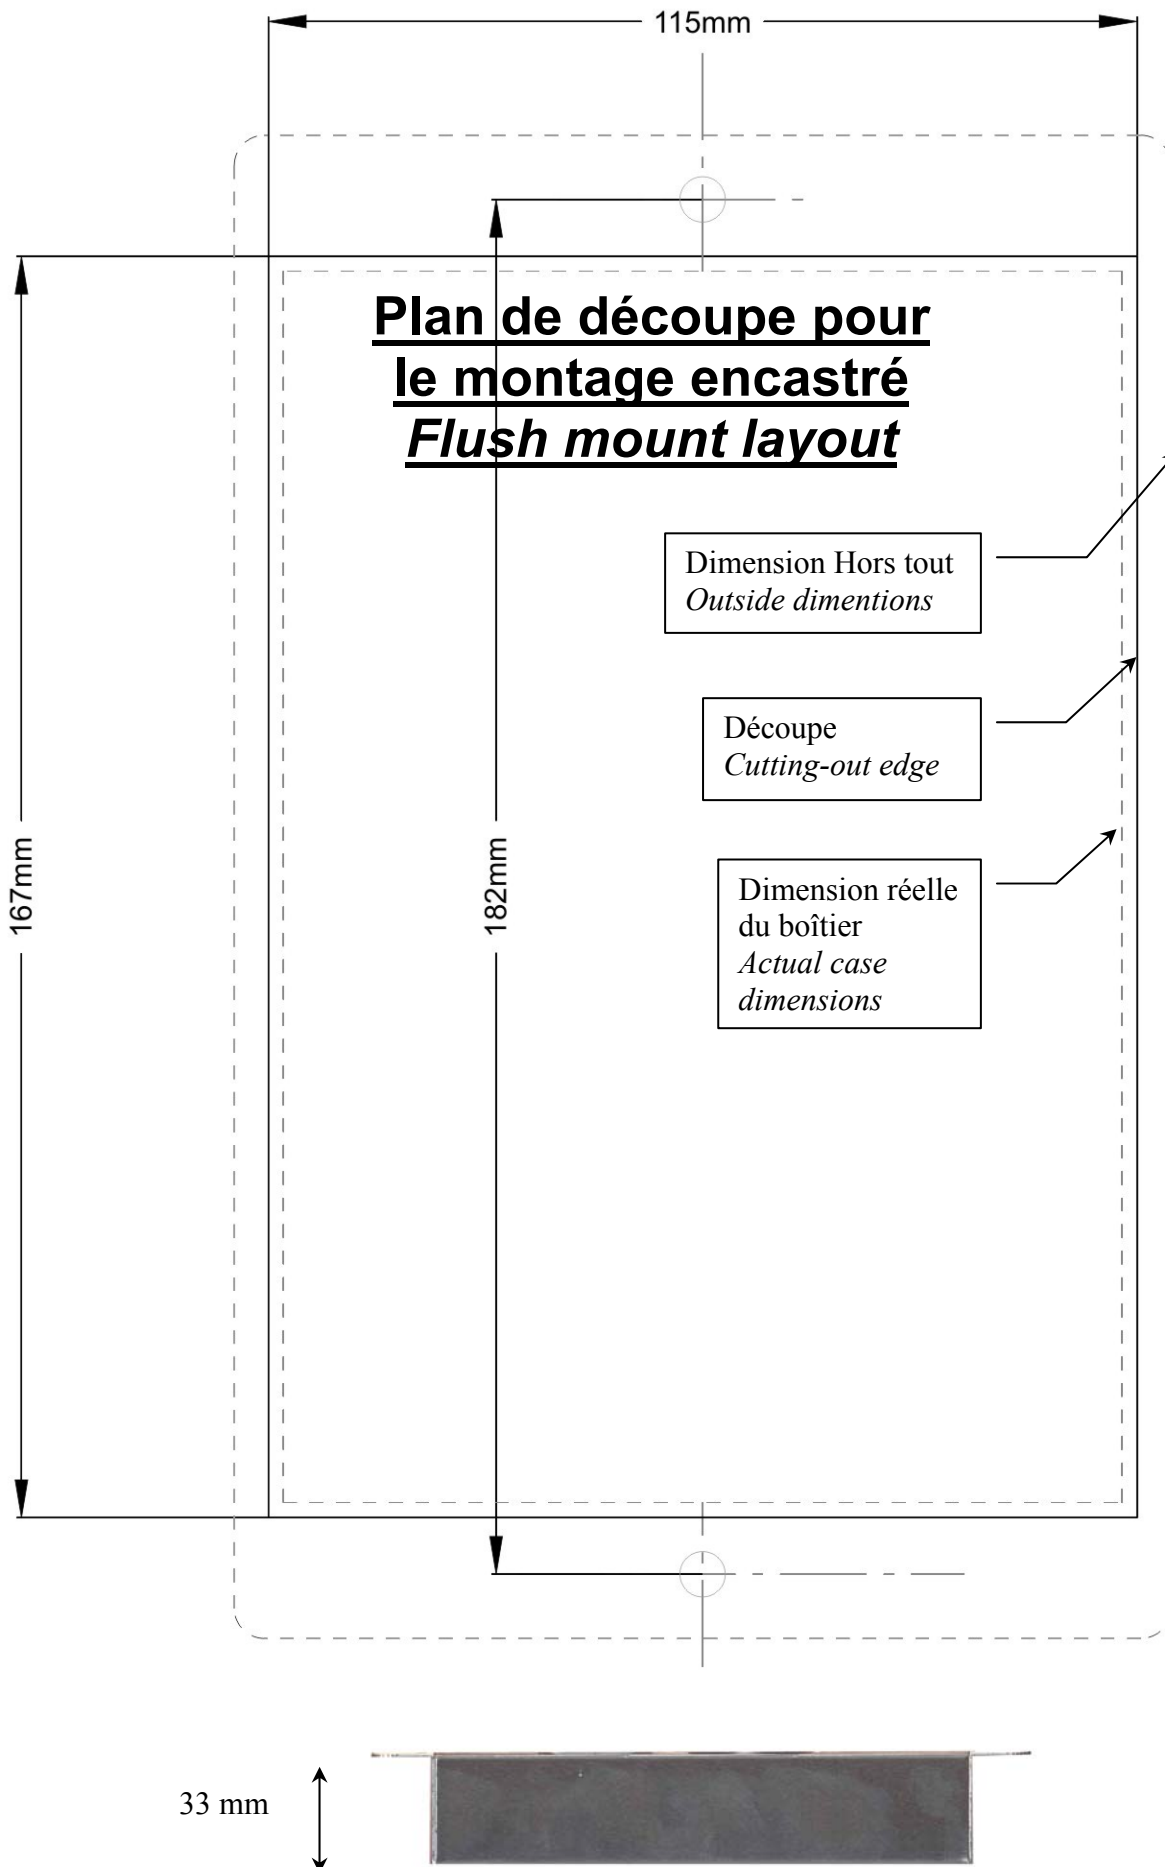 115mm
Plan de découpe pour
le montage encastré
Flush mount layout
Dimension Hors tout
Outside dimentions
Découpe
Cutting-out edge
167mm
182mm
Dimension réelle
du boîtier
Actual case
dimensions
33 mm